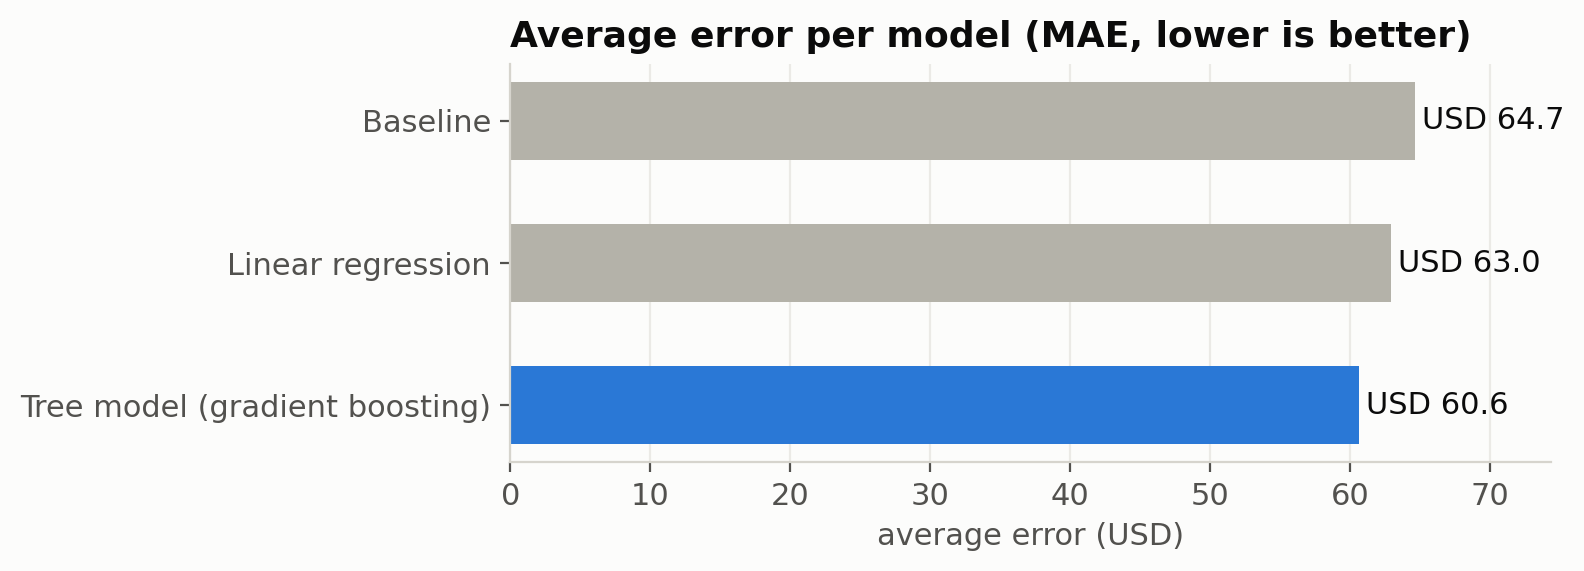 Average error per model (MAE, lower is better)
Baseline USD 64.7
Linear regression USD 63.0
Tree model (gradient boosting) USD 60.6
0 10 20 30 40 50 60 70
average error (USD)